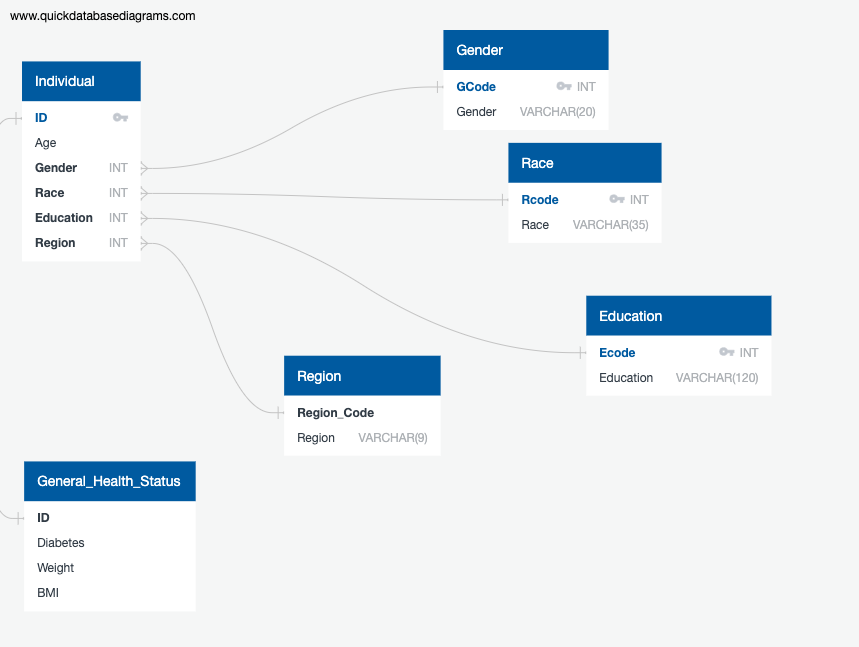 www.quickdatabasediagrams.com
Individual
ID
Age
Gender INT
Race INT
Education INT
Region INT
Gender
GCode INT
Gender VARCHAR(20)
Race
Rcode INT
Race VARCHAR(35)
Education
Ecode INT
Education VARCHAR(120)
Region
Region_Code
Region VARCHAR(9)
General_Health_Status
ID
Diabetes
Weight
BMI